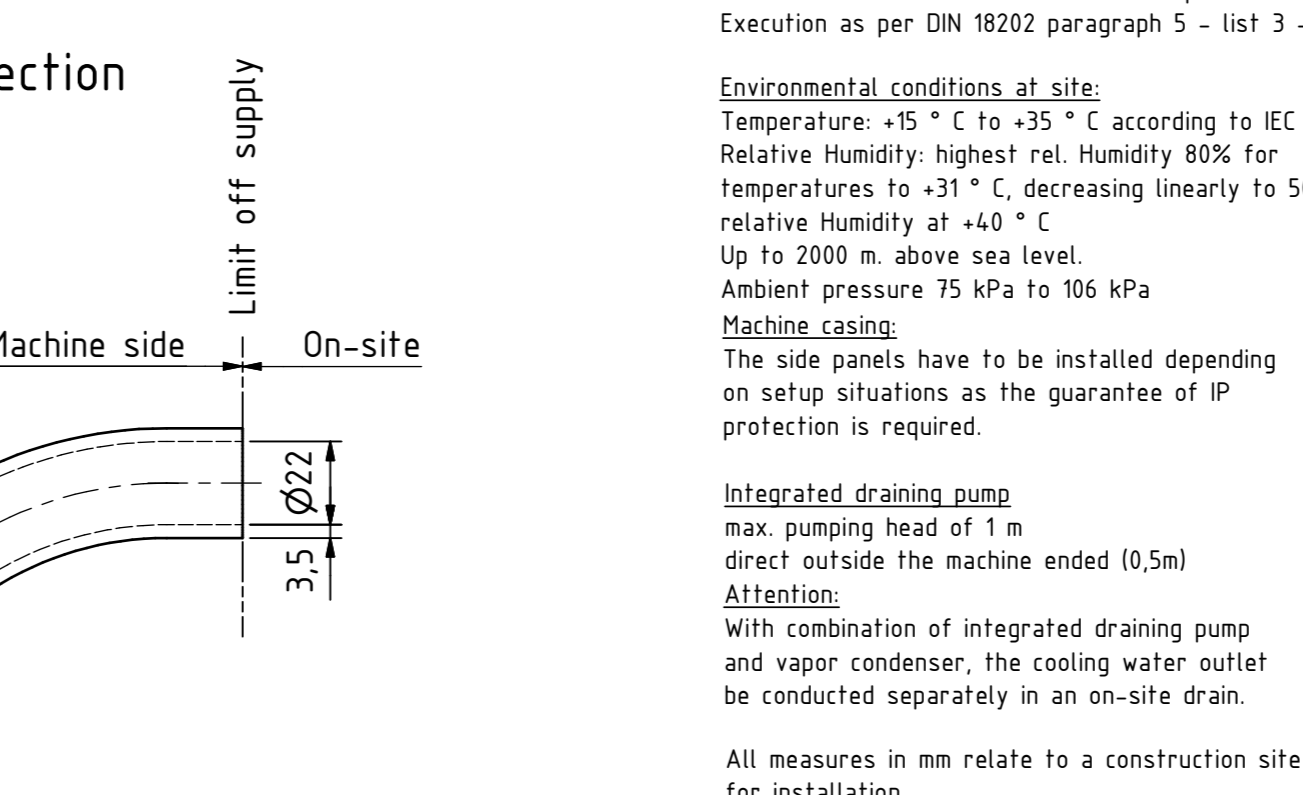 ection
Limit off supply
Machine side
On-site
Ø22
3,5
Execution as per DIN 18202 paragraph 5 - list 3 -
Environmental conditions at site:
Temperature: +15 ° C to +35 ° C according to IEC
Relative Humidity: highest rel. Humidity 80% for
temperatures to +31 ° C, decreasing linearly to
relative Humidity at +40 ° C
Up to 2000 m. above sea level.
Ambient pressure 75 kPa to 106 kPa
Machine casing:
The side panels have to be installed depending
on setup situations as the guarantee of IP
protection is required.
Integrated draining pump
max. pumping head of 1 m
direct outside the machine ended (0,5m)
Attention:
With combination of integrated draining pump
and vapor condenser, the cooling water outlet
be conducted separately in an on-site drain.
All measures in mm relate to a construction site
for installation